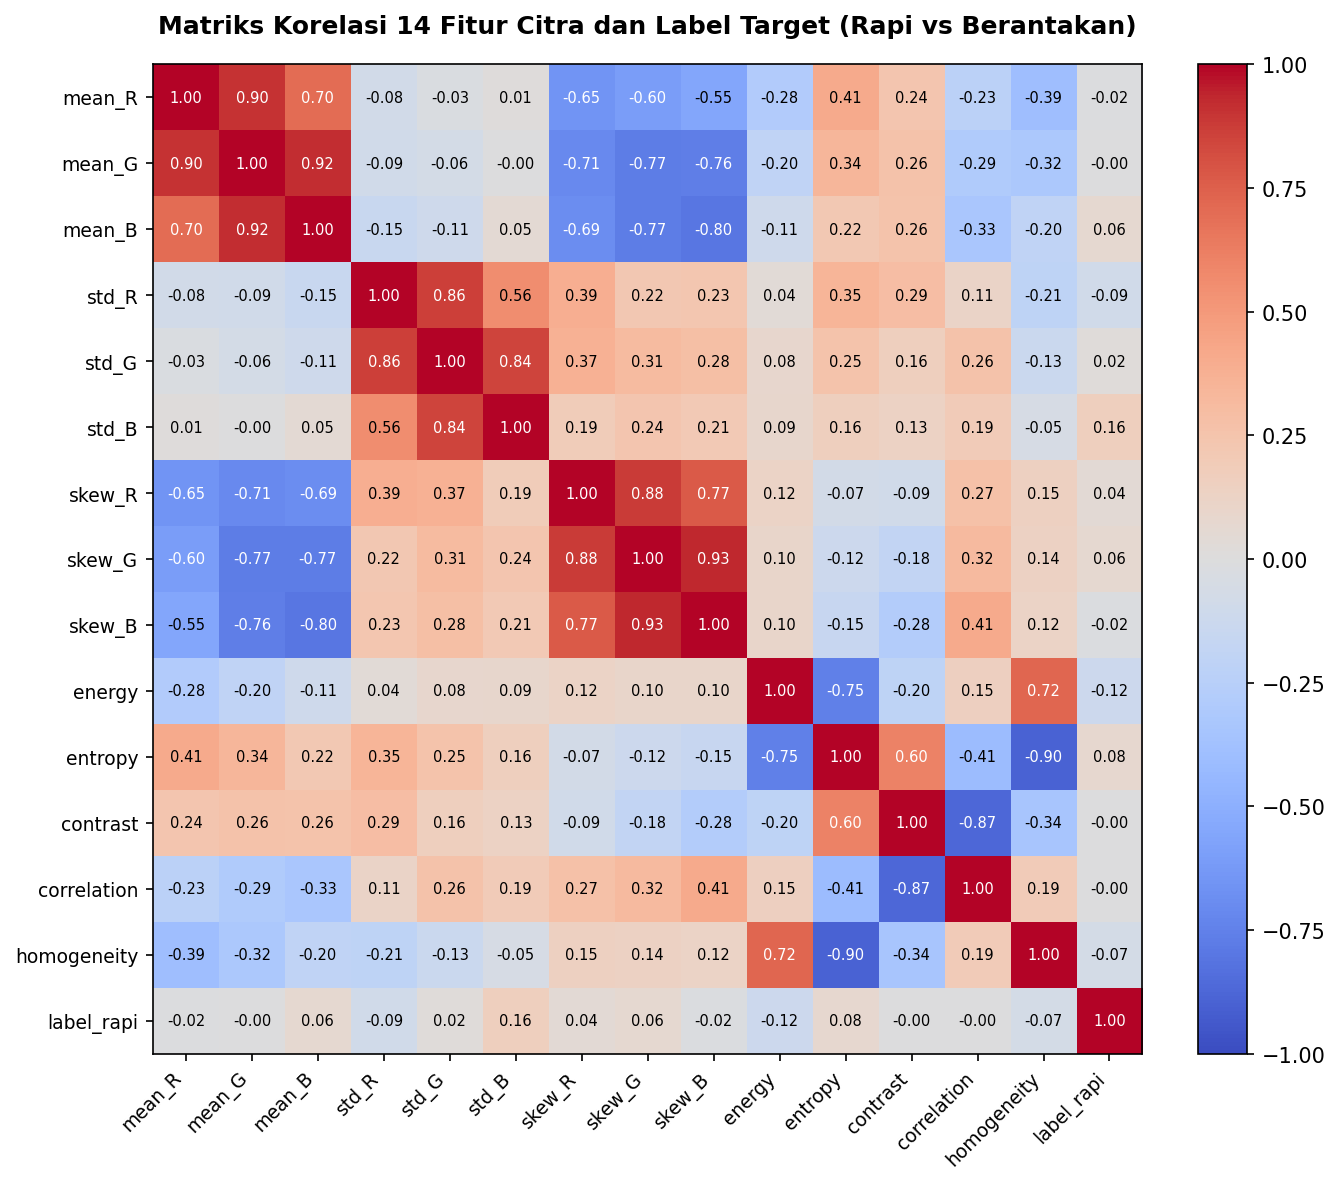 Matriks Korelasi 14 Fitur Citra dan Label Target (Rapi vs Berantakan)
mean_R 1.00 0.90 0.70 -0.08 -0.03 0.01 -0.65 -0.60 -0.55 -0.28 0.41 0.24 -0.23 -0.39 -0.02
mean_G 0.90 1.00 0.92 -0.09 -0.06 -0.00 -0.71 -0.77 -0.76 -0.20 0.34 0.26 -0.29 -0.32 -0.00
mean_B 0.70 0.92 1.00 -0.15 -0.11 0.05 -0.69 -0.77 -0.80 -0.11 0.22 0.26 -0.33 -0.20 0.06
std_R -0.08 -0.09 -0.15 1.00 0.86 0.56 0.39 0.22 0.23 0.04 0.35 0.29 0.11 -0.21 -0.09
std_G -0.03 -0.06 -0.11 0.86 1.00 0.84 0.37 0.31 0.28 0.08 0.25 0.16 0.26 -0.13 0.02
std_B 0.01 -0.00 0.05 0.56 0.84 1.00 0.19 0.24 0.21 0.09 0.16 0.13 0.19 -0.05 0.16
skew_R -0.65 -0.71 -0.69 0.39 0.37 0.19 1.00 0.88 0.77 0.12 -0.07 -0.09 0.27 0.15 0.04
skew_G -0.60 -0.77 -0.77 0.22 0.31 0.24 0.88 1.00 0.93 0.10 -0.12 -0.18 0.32 0.14 0.06
skew_B -0.55 -0.76 -0.80 0.23 0.28 0.21 0.77 0.93 1.00 0.10 -0.15 -0.28 0.41 0.12 -0.02
energy -0.28 -0.20 -0.11 0.04 0.08 0.09 0.12 0.10 0.10 1.00 -0.75 -0.20 0.15 0.72 -0.12
entropy 0.41 0.34 0.22 0.35 0.25 0.16 -0.07 -0.12 -0.15 -0.75 1.00 0.60 -0.41 -0.90 0.08
contrast 0.24 0.26 0.26 0.29 0.16 0.13 -0.09 -0.18 -0.28 -0.20 0.60 1.00 -0.87 -0.34 -0.00
correlation -0.23 -0.29 -0.33 0.11 0.26 0.19 0.27 0.32 0.41 0.15 -0.41 -0.87 1.00 0.19 -0.00
homogeneity -0.39 -0.32 -0.20 -0.21 -0.13 -0.05 0.15 0.14 0.12 0.72 -0.90 -0.34 0.19 1.00 -0.07
label_rapi -0.02 -0.00 0.06 -0.09 0.02 0.16 0.04 0.06 -0.02 -0.12 0.08 -0.00 -0.00 -0.07 1.00
mean_R mean_G mean_B std_R std_G std_B skew_R skew_G skew_B energy entropy contrast correlation homogeneity label_rapi
1.00
0.75
0.50
0.25
0.00
−0.25
−0.50
−0.75
−1.00